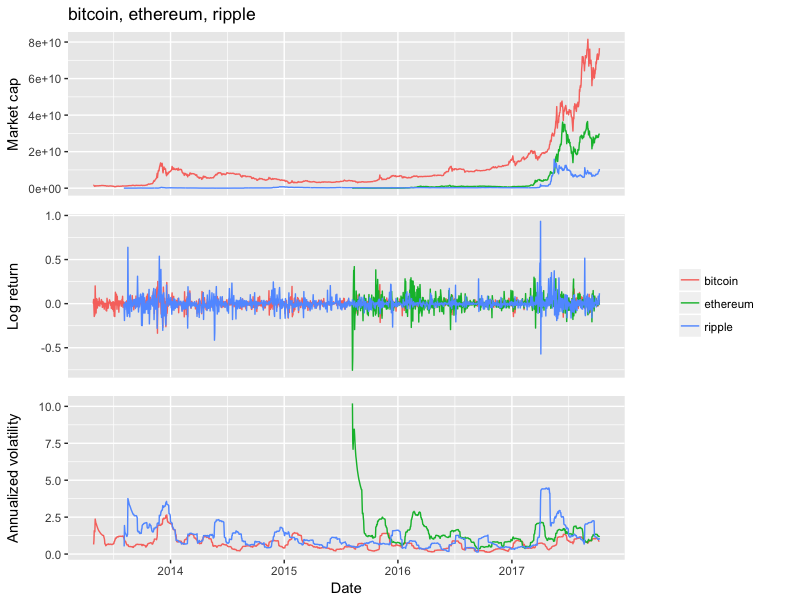 bitcoin, ethereum, ripple
Market cap
8e+10
6e+10
4e+10
2e+10
0e+00
Log return
1.0
0.5
0.0
-0.5
Annualized volatility
10.0
7.5
5.0
2.5
0.0
2014 2015 2016 2017
Date
bitcoin
ethereum
ripple